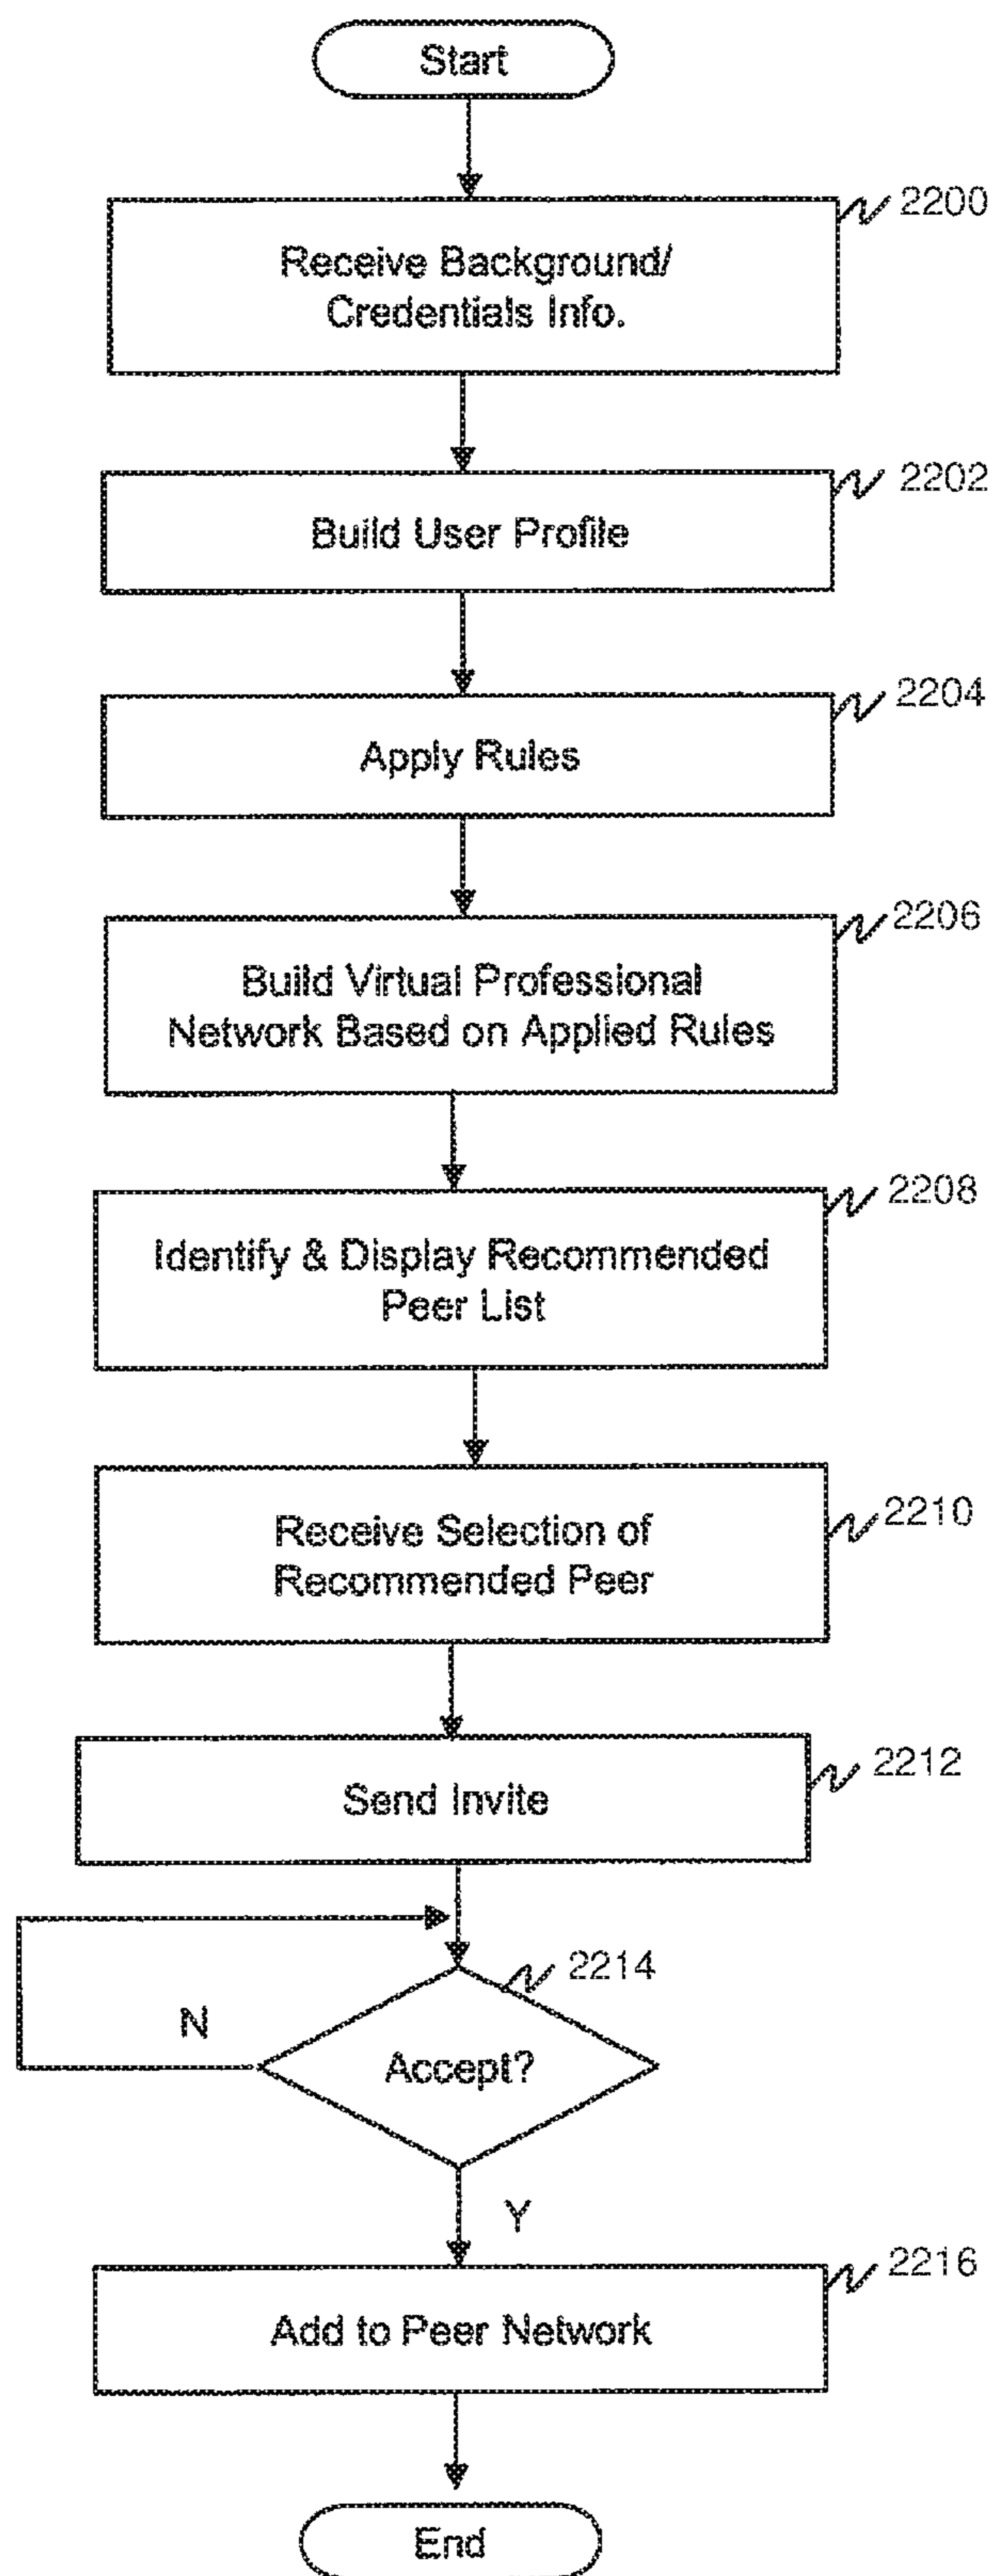 Start
2200
Receive Background/
Credentials Info.
2202
Build User Profile
2204
Apply Rules
2206
Build Virtual Professional
Network Based on Applied Rules
2208
Identify & Display Recommended
Peer List
2210
Receive Selection of
Recommended Peer
2212
Send Invite
2214
N
Accept?
Y
2216
Add to Peer Network
End